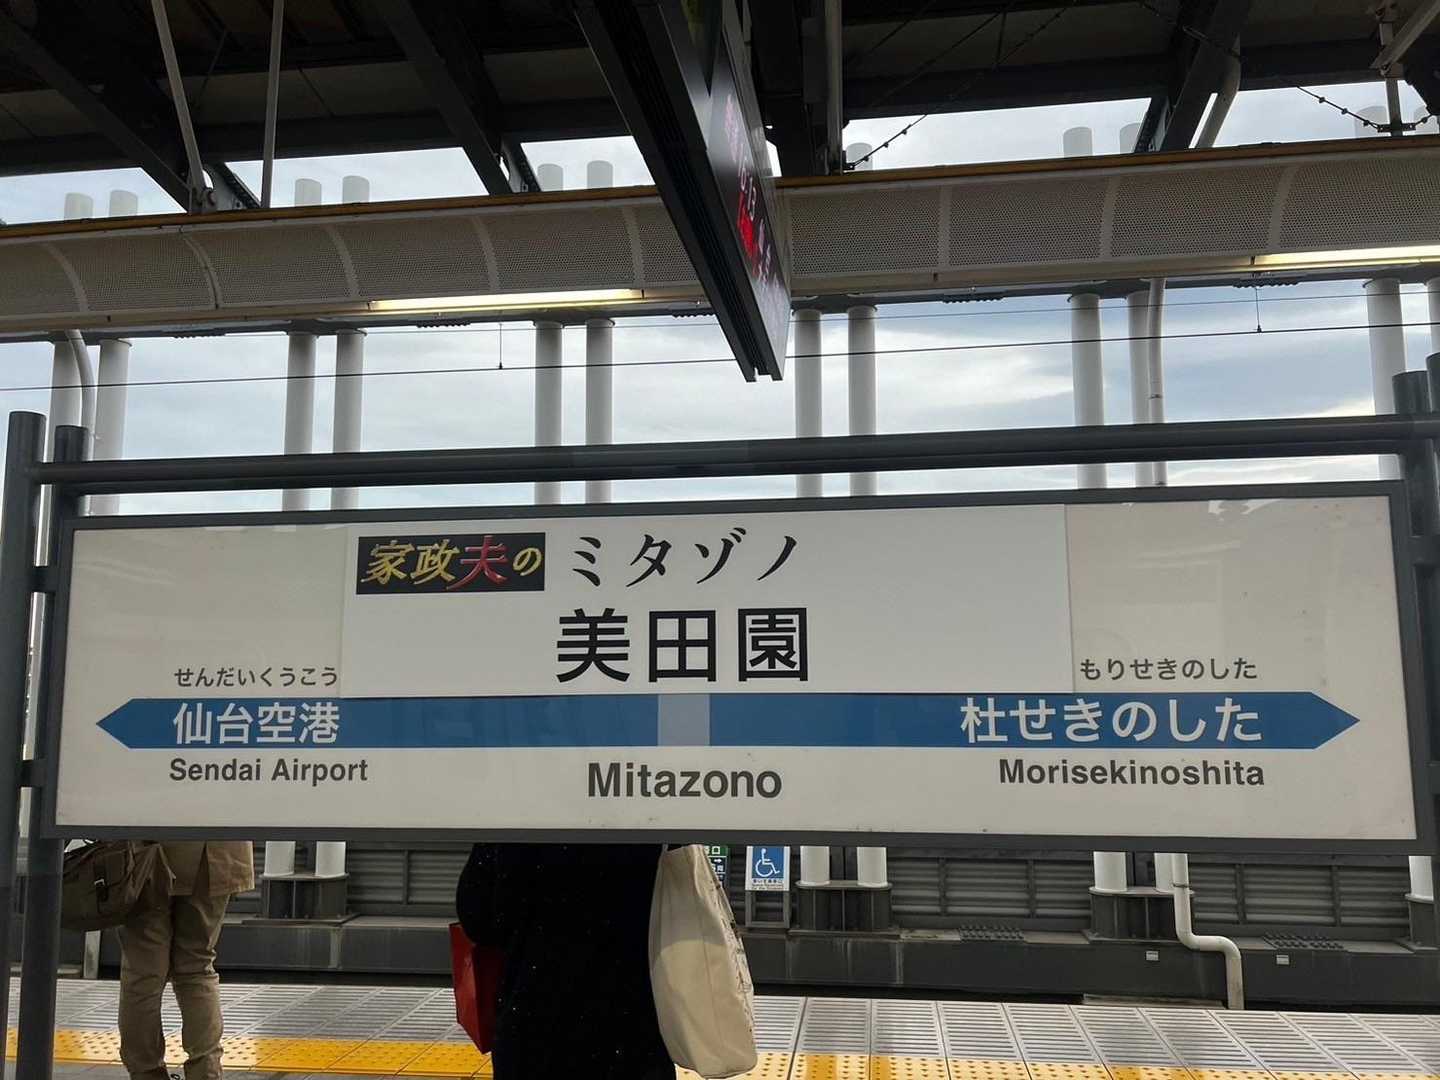 家政夫のミタゾノ
美田園
せんだいくうこう
仙台空港
Sendai Airport
Mitazono
もりせきのした
杜せきのした
Morisekinoshita